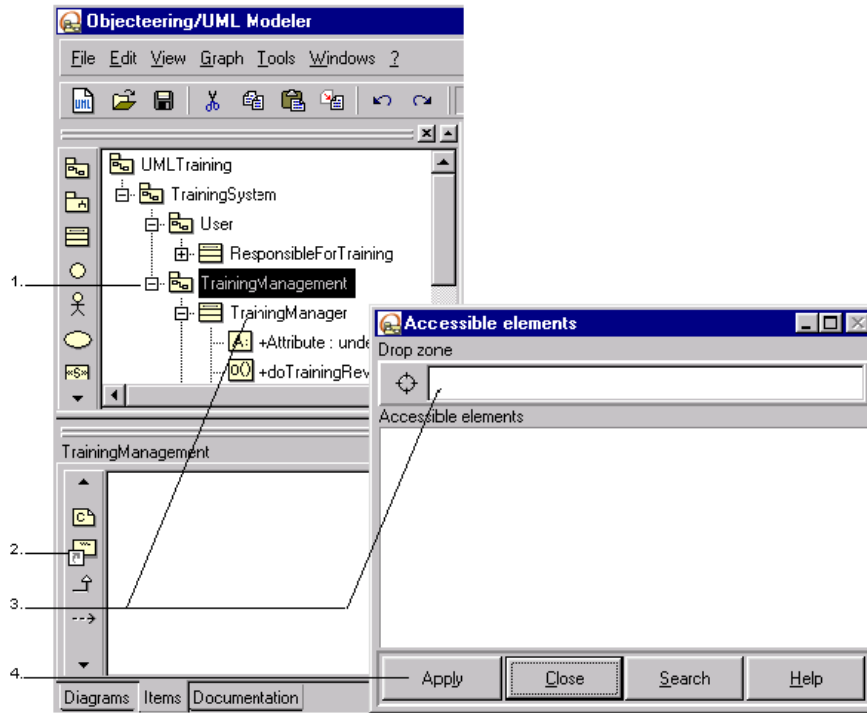 Objecteering/UML Modeler
File Edit View Graph Tools Windows ?
UML
UMLTraining
TrainingSystem
User
ResponsibleForTraining
1.
TrainingManagement
TrainingManager
A: +Attribute : unde
«S» O() +doTrainingRev
Accessible elements
Drop zone
Accessible elements
TrainingManagement
C
2.
3.
4.
Apply Close Search Help
Diagrams Items Documentation